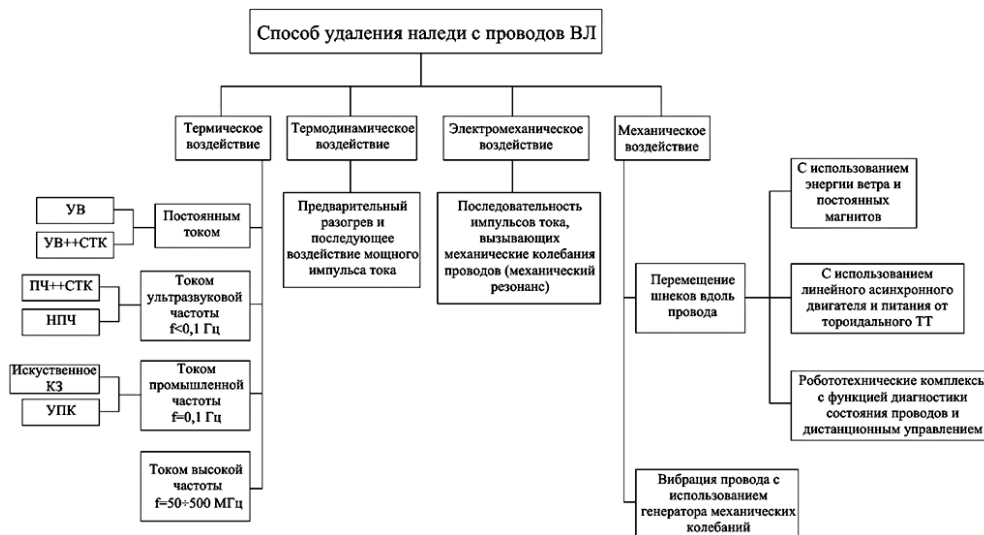 Способ удаления наледи с проводов ВЛ
Термическое
воздействие
Термодинамическое
воздействие
Электромеханическое
воздействие
Механическое
воздействие
УВ
УВ++СТК
Постоянным
током
ПЧ++СТК
НПЧ
Током
ультразвуковой
частоты
f<0,1 Гц
Искуственное
КЗ
УПК
Током
промышленной
частоты
f=0,1 Гц
Током высокой
частоты
f=50÷500 МГц
Предварительный
разогрев и
последующее
воздействие мощного
импульса тока
Последовательность
импульсов тока,
вызывающих
механические колебания
проводов (механический
резонанс)
Перемещение
шнеков вдоль
провода
С использованием
энергии ветра и
постоянных
магнитов
С использованием
линейного асинхронного
двигателя и питания от
тороидального ТТ
Робототехнические комплексы
с функцией диагностики
состояния проводов и
дистанционным управлением
Вибрация провода с
использованием
генератора механических
колебаний